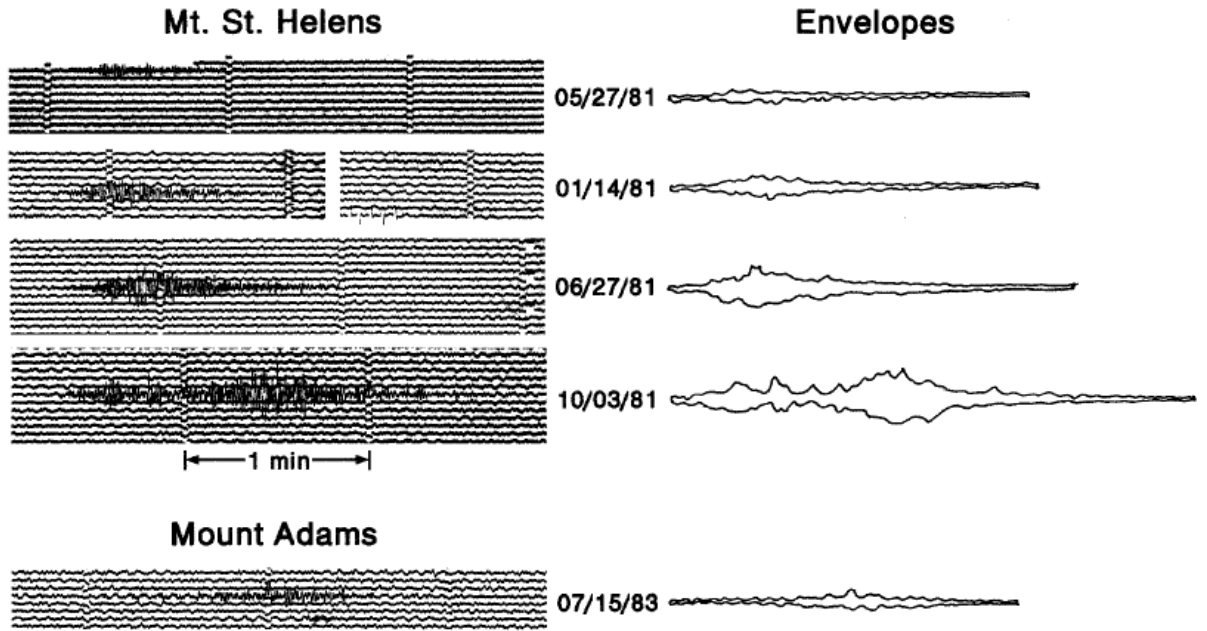 Mt. St. Helens
Envelopes
05/27/81
01/14/81
06/27/81
10/03/81
1 min
Mount Adams
07/15/83